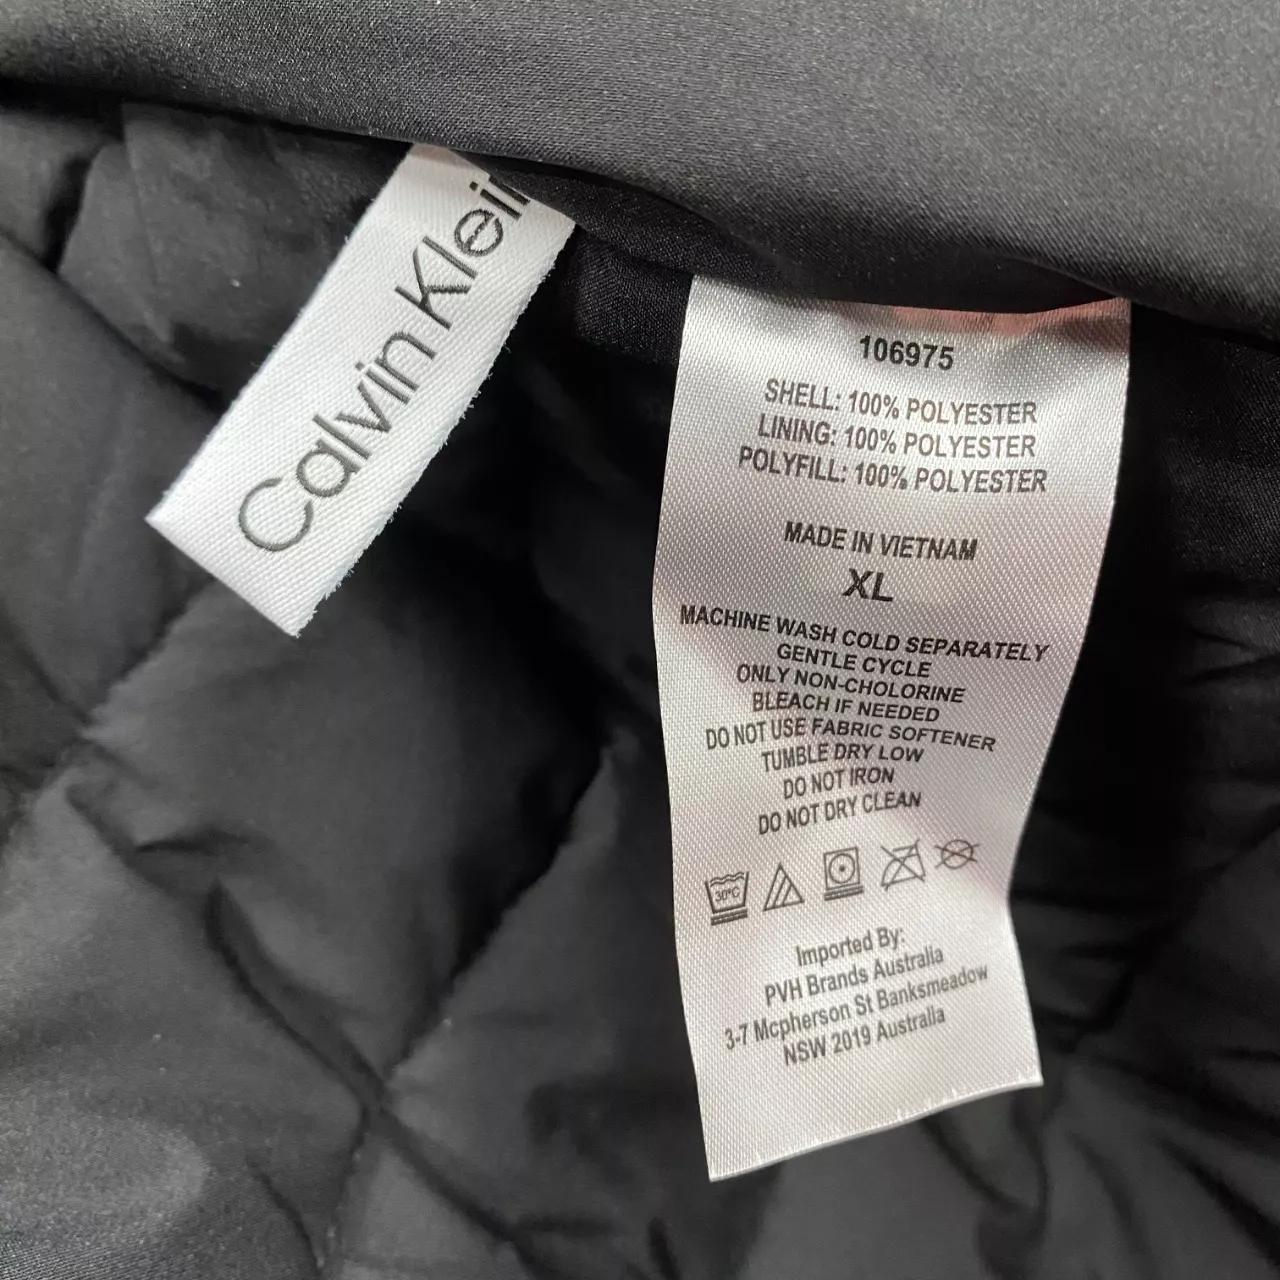 Calvin Klein
106975
SHELL: 100% POLYESTER
LINING: 100% POLYESTER
POLYFILL: 100% POLYESTER
MADE IN VIETNAM
XL
MACHINE WASH COLD SEPARATELY
GENTLE CYCLE
ONLY NON-CHOLORINE
BLEACH IF NEEDED
DO NOT USE FABRIC SOFTENER
TUMBLE DRY LOW
DO NOT IRON
DO NOT DRY CLEAN
30°C
Imported By:
PVH Brands Australia
3-7 Mcpherson St Banksmeadow
NSW 2019 Australia